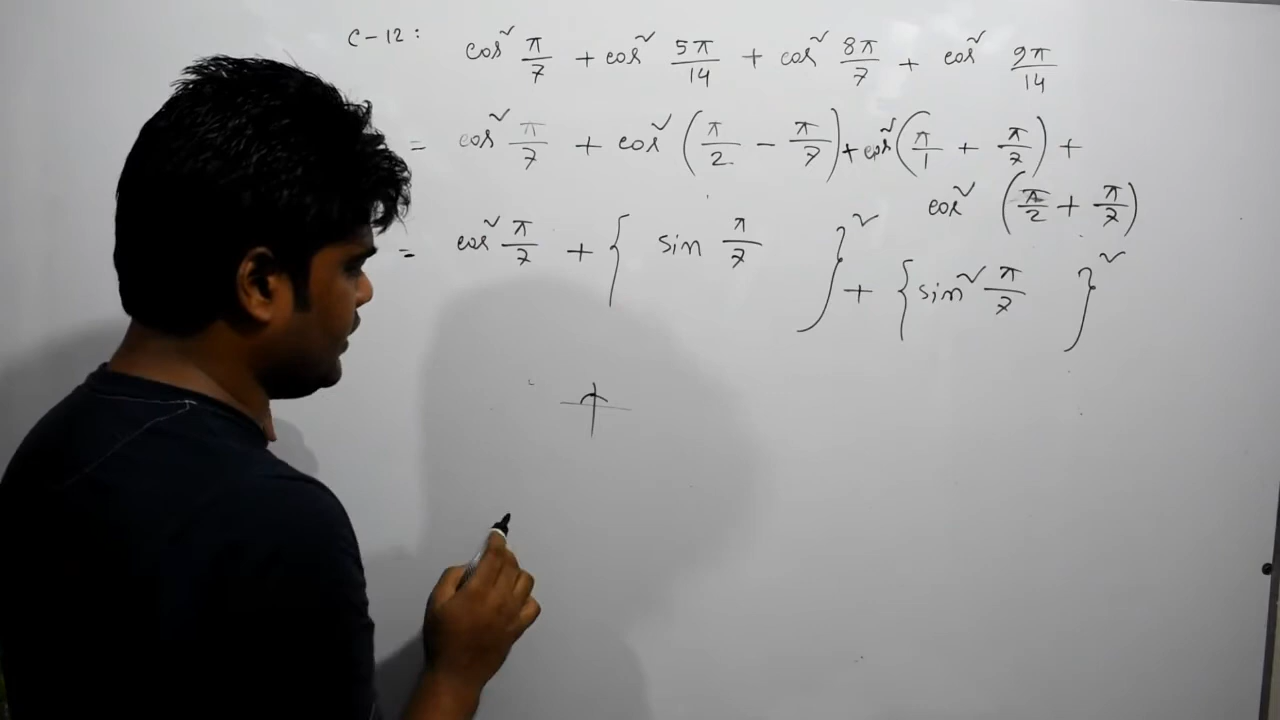 C-12: cos² π/7 + cos² 5π/14 + cos² 8π/7 + cos² 9π/14
= cos² π/7 + cos² (π/2 − π/7) + cos² (π/1 + π/7) +
cos² (π/2 + π/7)
= cos² π/7 + { sin π/7 }² + { sin² π/7 }²